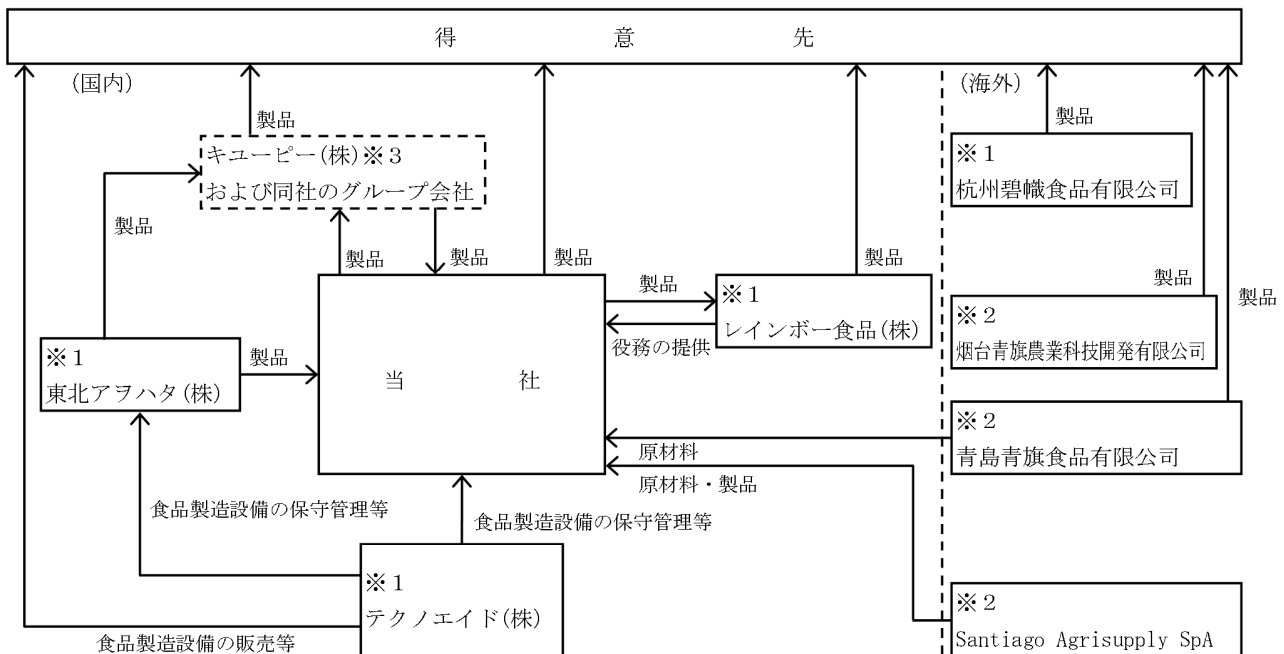 得意先
(国内)
(海外)
製品
製品
キユーピー(株)※3
および同社のグループ会社
※1
杭州碧幟食品有限公司
製品
製品
製品
製品
製品
製品
製品
製品
※1
レインボー食品(株)
役務の提供
※2
烟台青旗農業科技開発有限公司
※1
東北アヲハタ(株)
製品
当社
※2
青島青旗食品有限公司
原材料
原材料・製品
食品製造設備の保守管理等
食品製造設備の保守管理等
※1
テクノエイド(株)
食品製造設備の販売等
※2
Santiago Agrisupply SpA